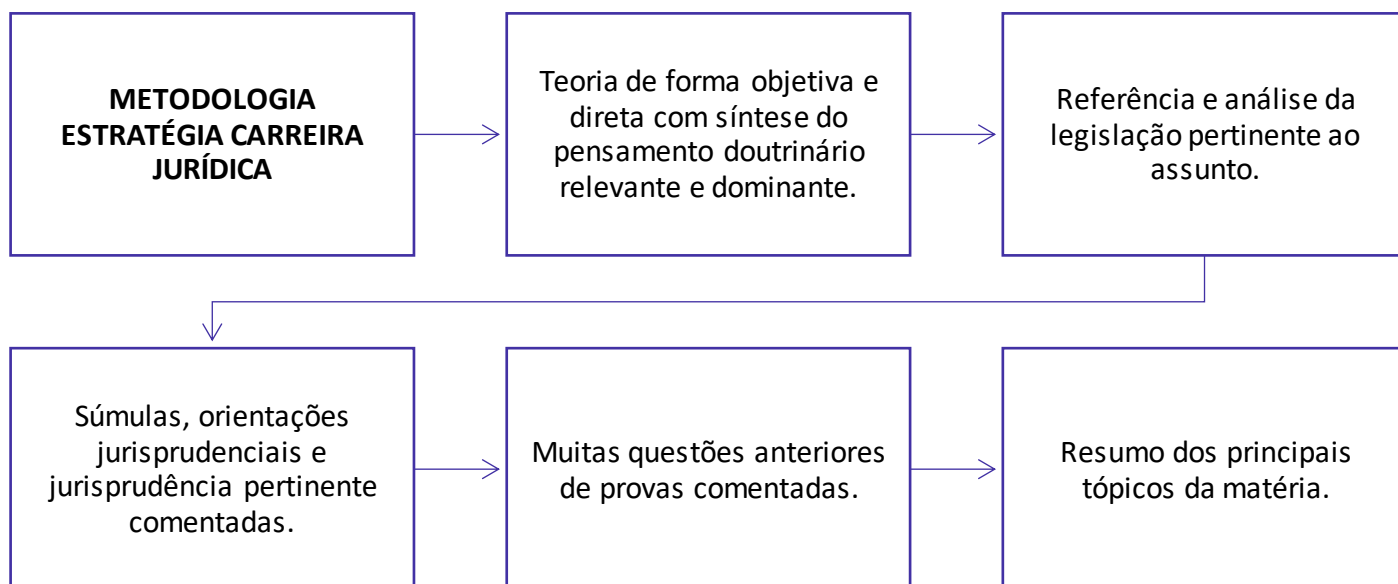 METODOLOGIA
ESTRATÉGIA CARREIRA
JURÍDICA
Teoria de forma objetiva e
direta com síntese do
pensamento doutrinário
relevante e dominante.
Referência e análise da
legislação pertinente ao
assunto.
Súmulas, orientações
jurisprudenciais e
jurisprudência pertinente
comentadas.
Muitas questões anteriores
de provas comentadas.
Resumo dos principais
tópicos da matéria.